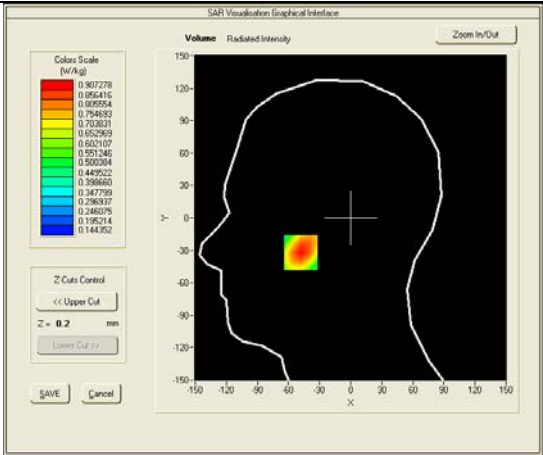 SAR Visualisation Graphical Interface
Volume Radiated Intensity
Zoom In/Out
Colors Scale
(W/kg)
0.907278
0.856416
0.805554
0.754693
0.703831
0.652969
0.602107
0.551246
0.500384
0.449522
0.398660
0.347799
0.296937
0.246075
0.195214
0.144352
Z Cuts Control
<< Upper Cut
Z = 0.2 mm
Lower Cut >>
SAVE Cancel
150
120
90
60
30
0
-30
-60
-90
-120
-150
Y
-150 -120 -90 -60 -30 0 30 60 90 120 150
X